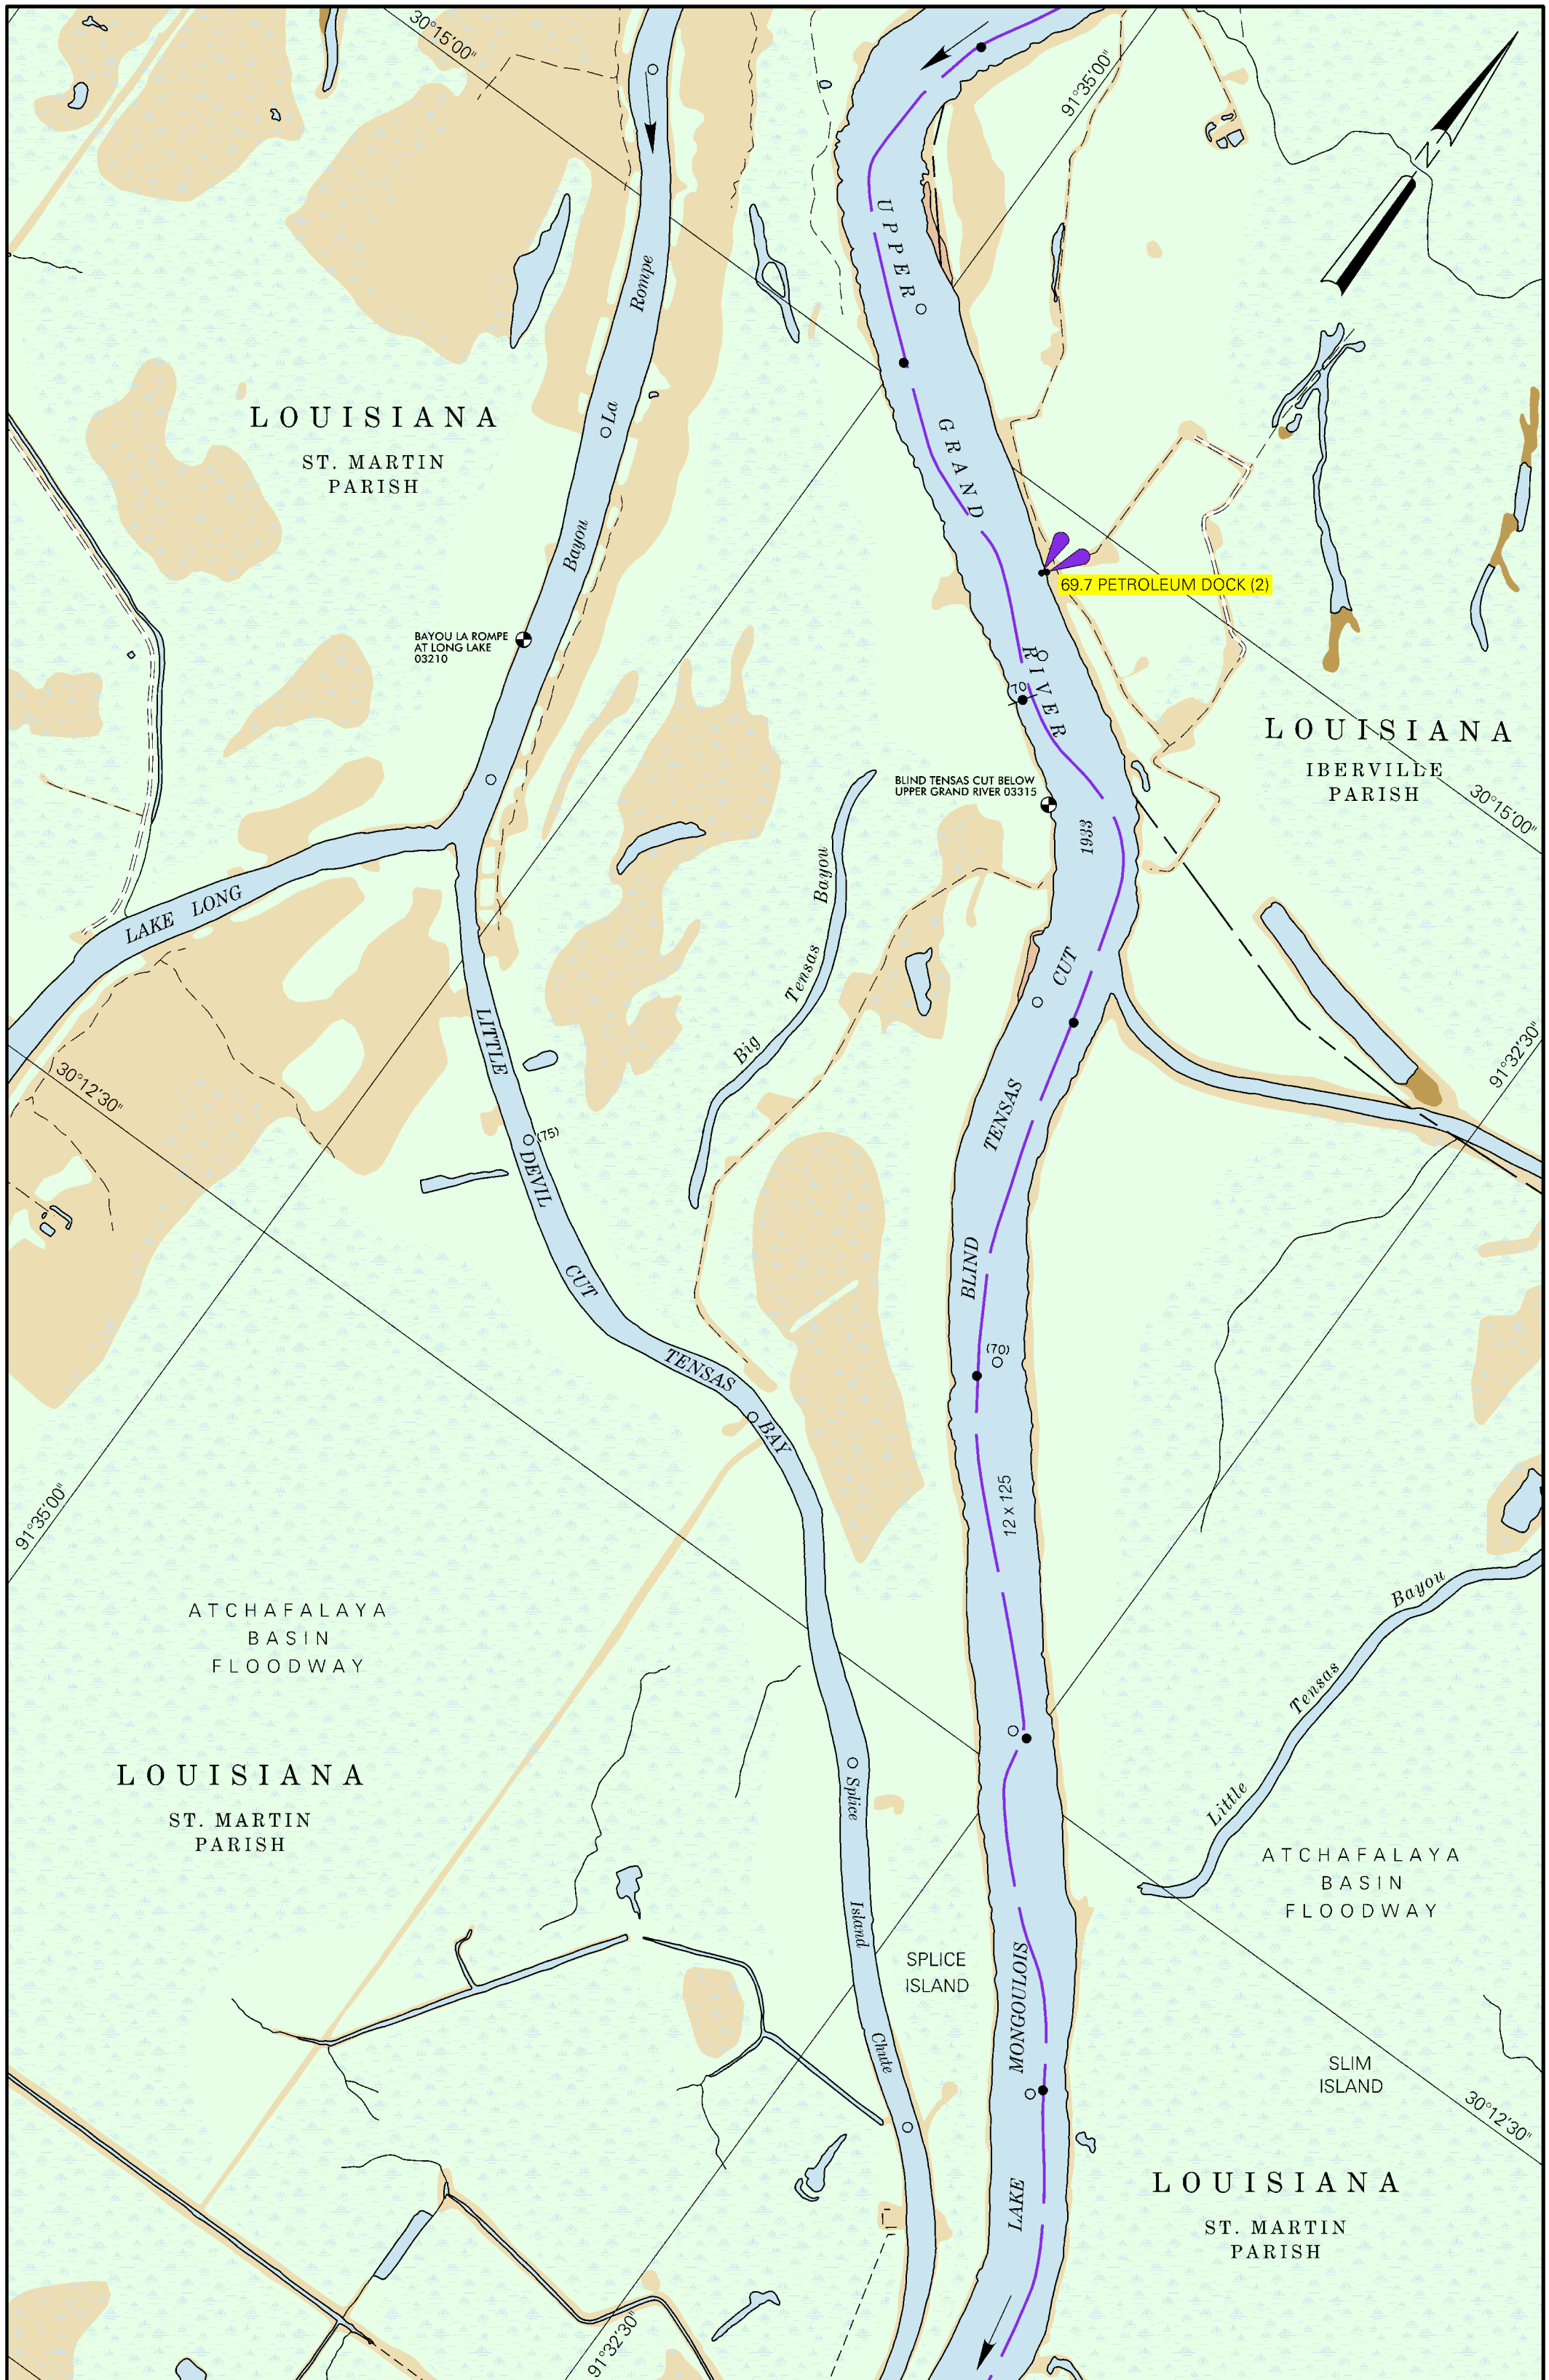 30°15'00"
91°35'00"
N
UPPER
Rompe
La
LOUISIANA
ST. MARTIN
PARISH
GRAND
Bayou
69.7 PETROLEUM DOCK (2)
BAYOU LA ROMPE
AT LONG LAKE
03210
RIVER
70
LOUISIANA
IBERVILLE
PARISH
30°15'00"
BLIND TENSAS CUT BELOW
UPPER GRAND RIVER 03315
1933
Bayou
Tensas
Big
LAKE LONG
CUT
LITTLE
30°12'30"
91°32'30"
TENSAS
(75)
DEVIL
CUT
BLIND
(70)
TENSAS
BAY
12 x 125
91°35'00"
ATCHAFALAYA
BASIN
FLOODWAY
Bayou
Tensas
Little
LOUISIANA
ST. MARTIN
PARISH
Splice
Island
Chute
ATCHAFALAYA
BASIN
FLOODWAY
SPLICE
ISLAND
MONGOULOIS
SLIM
ISLAND
30°12'30"
LAKE
LOUISIANA
ST. MARTIN
PARISH
91°32'30"